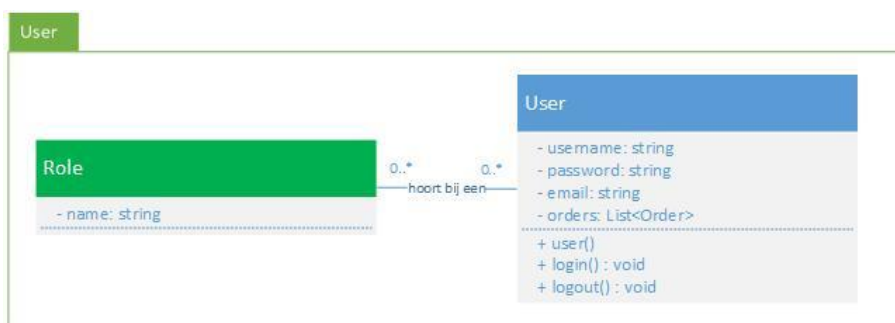 User
Role
- name: string
0..*
0..*
hoort bij een
User
- username: string
- password: string
- email: string
- orders: List<Order>
+ user()
+ login() : void
+ logout() : void